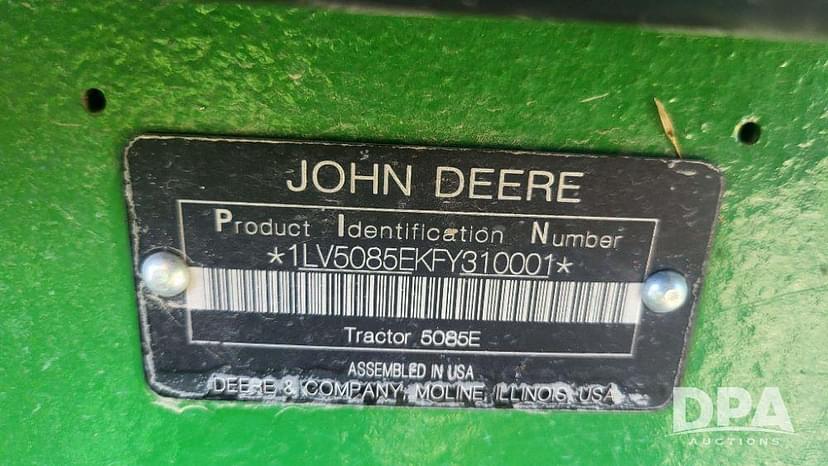 JOHN DEERE
Product Identification Number
*1LV5085EKFY310001*
Tractor 5085E
ASSEMBLED IN USA
DEERE & COMPANY, MOLINE, ILLINOIS, USA
DPA
AUCTIONS